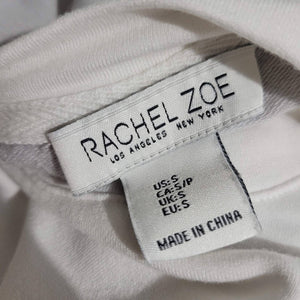 RACHEL ZOE
LOS ANGELES NEW YORK
US:S
CA:S/P
UK:S
EU:S
MADE IN CHINA